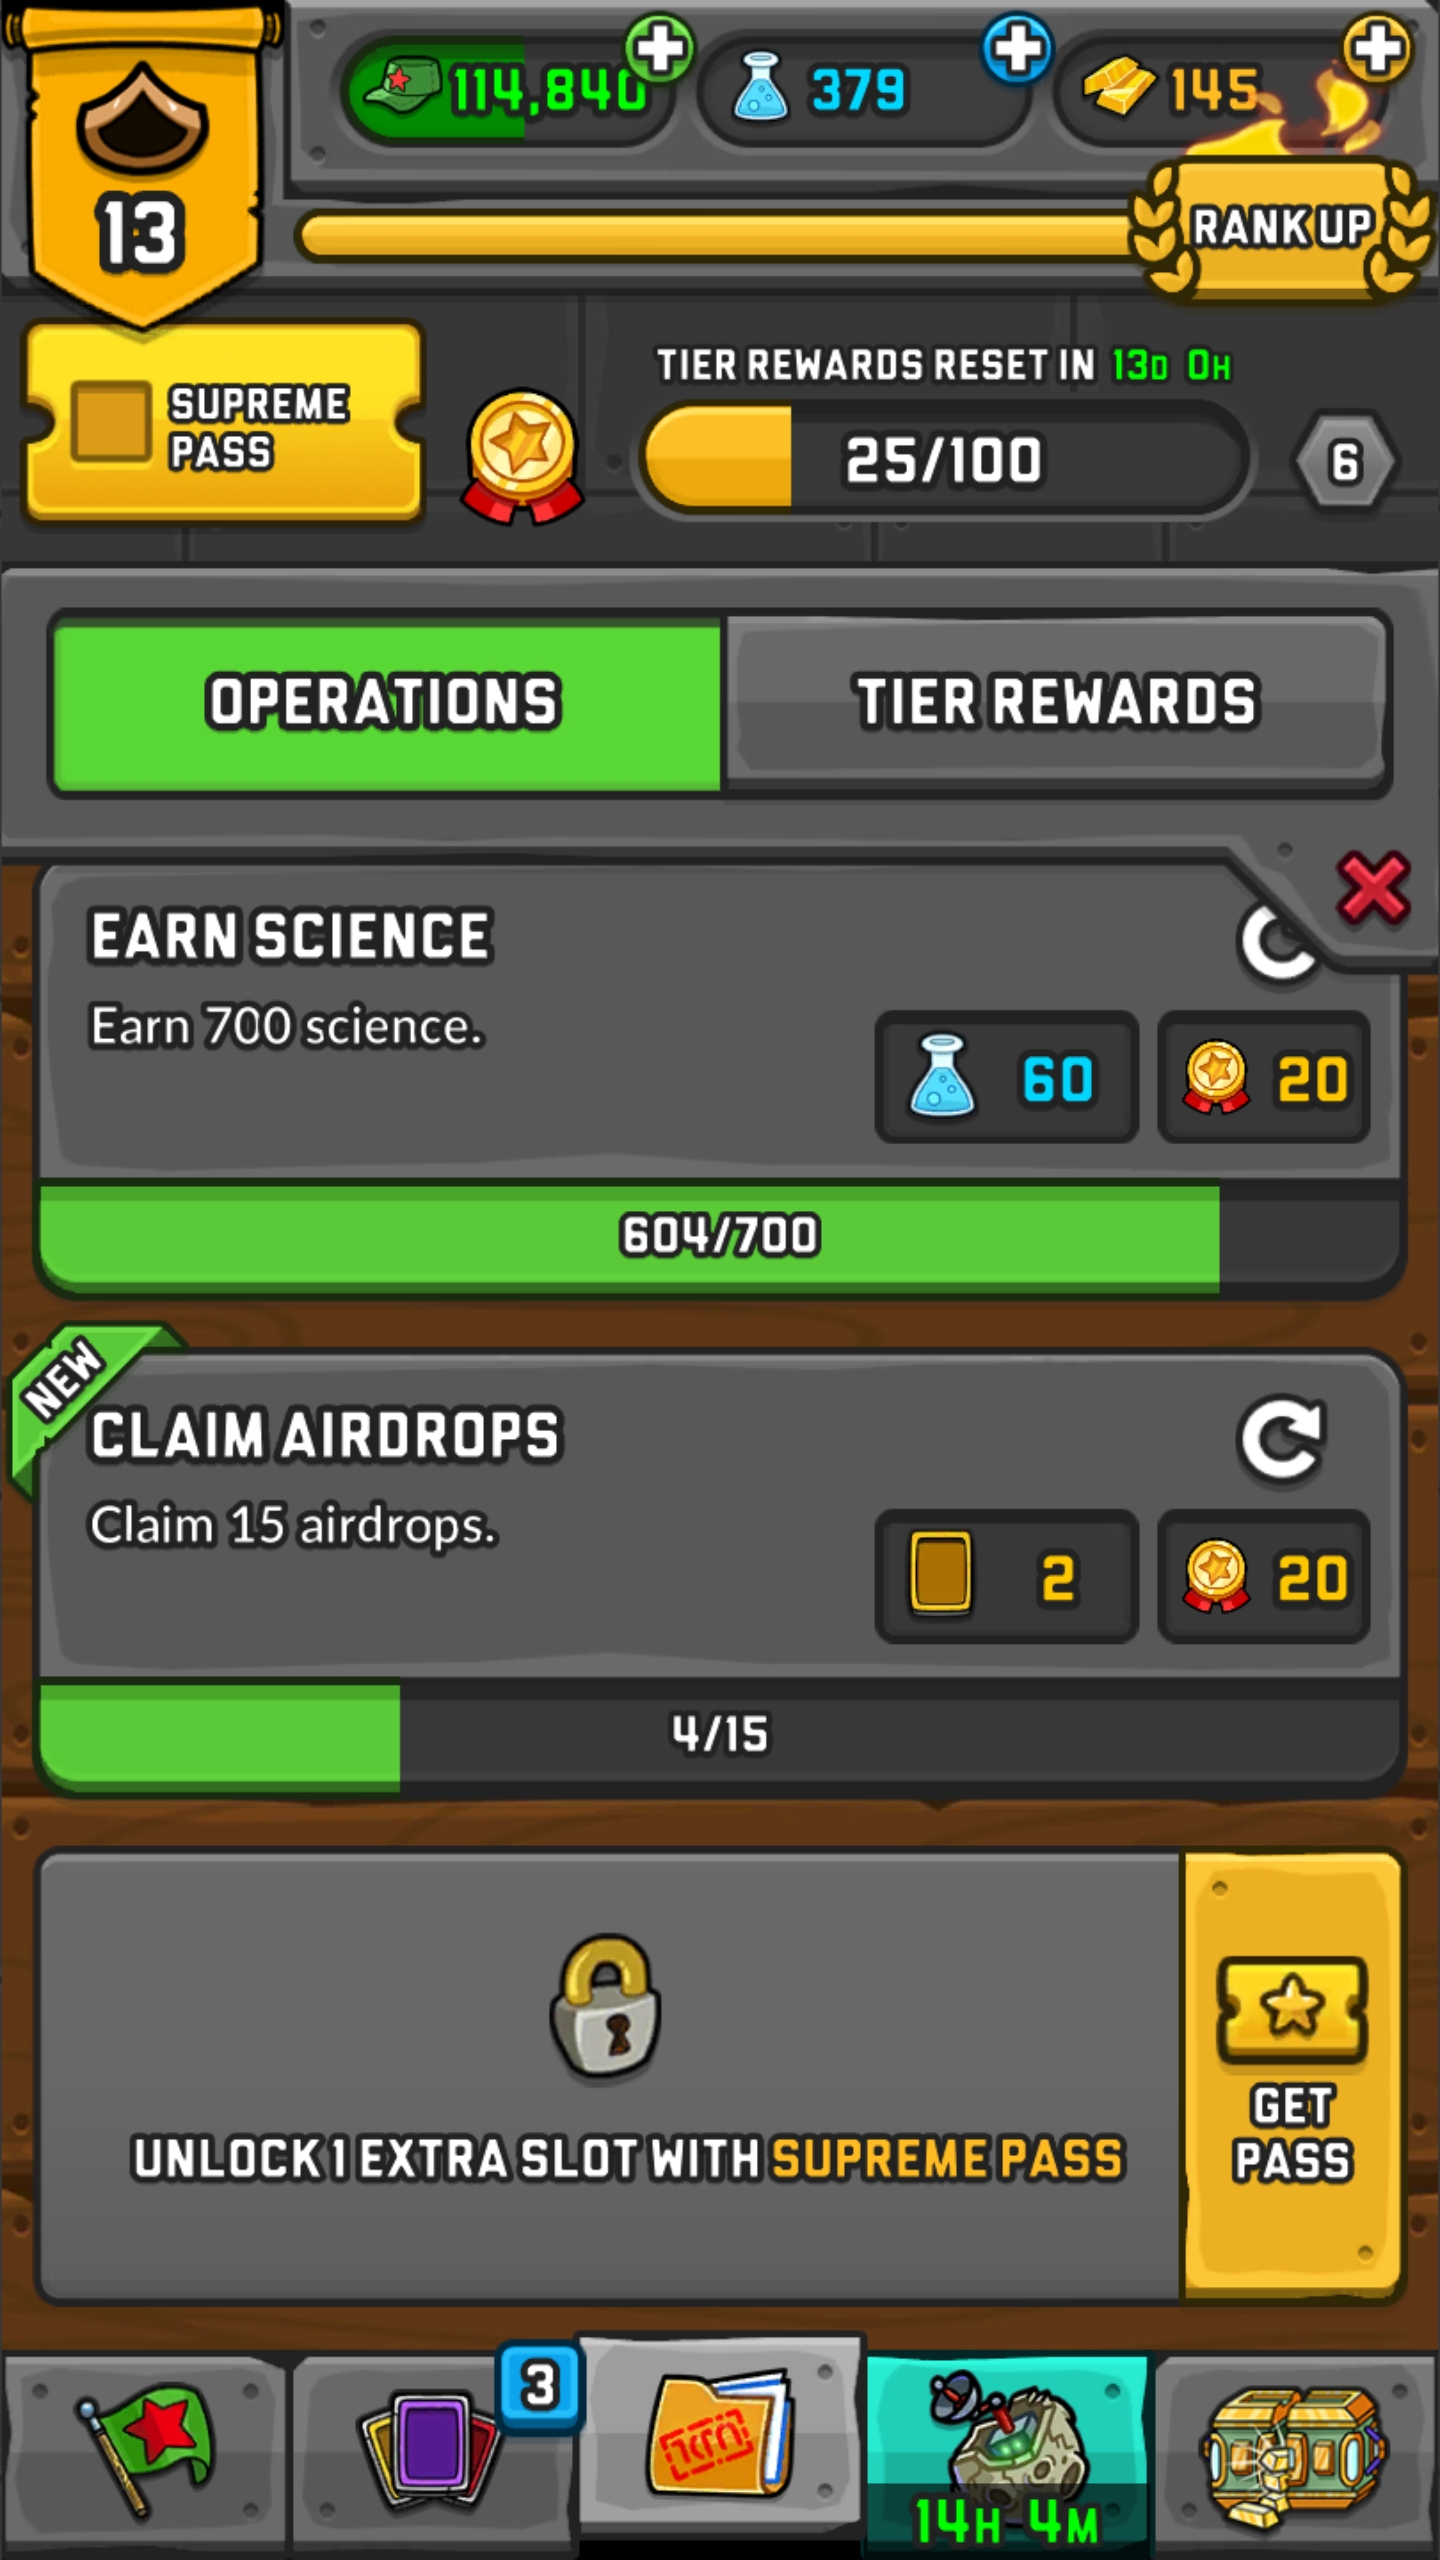 114,840
379
145
13
RANK UP
SUPREME
PASS
TIER REWARDS RESET IN 13D 0H
25/100
6
OPERATIONS
TIER REWARDS
EARN SCIENCE
Earn 700 science.
60
20
604/700
NEW
CLAIM AIRDROPS
Claim 15 airdrops.
2
20
4/15
UNLOCK 1 EXTRA SLOT WITH SUPREME PASS
GET
PASS
3
14H 4M